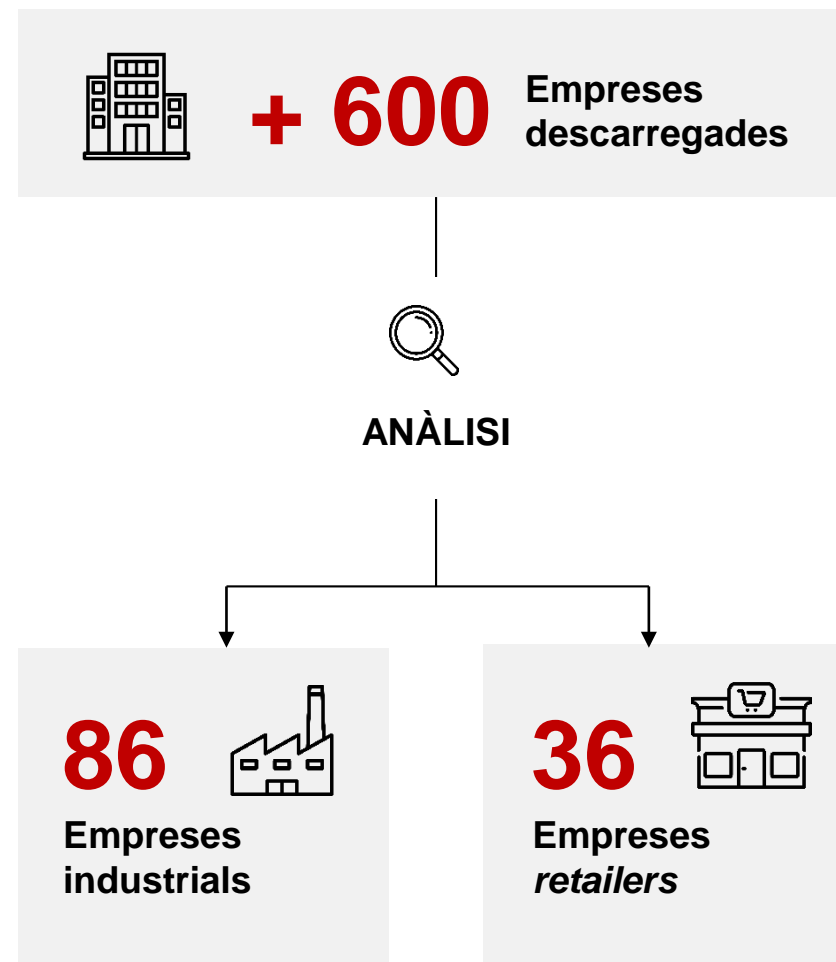 + 600
Empreses
descarregades
ANÀLISI
86
Empreses
industrials
36
Empreses
retailers